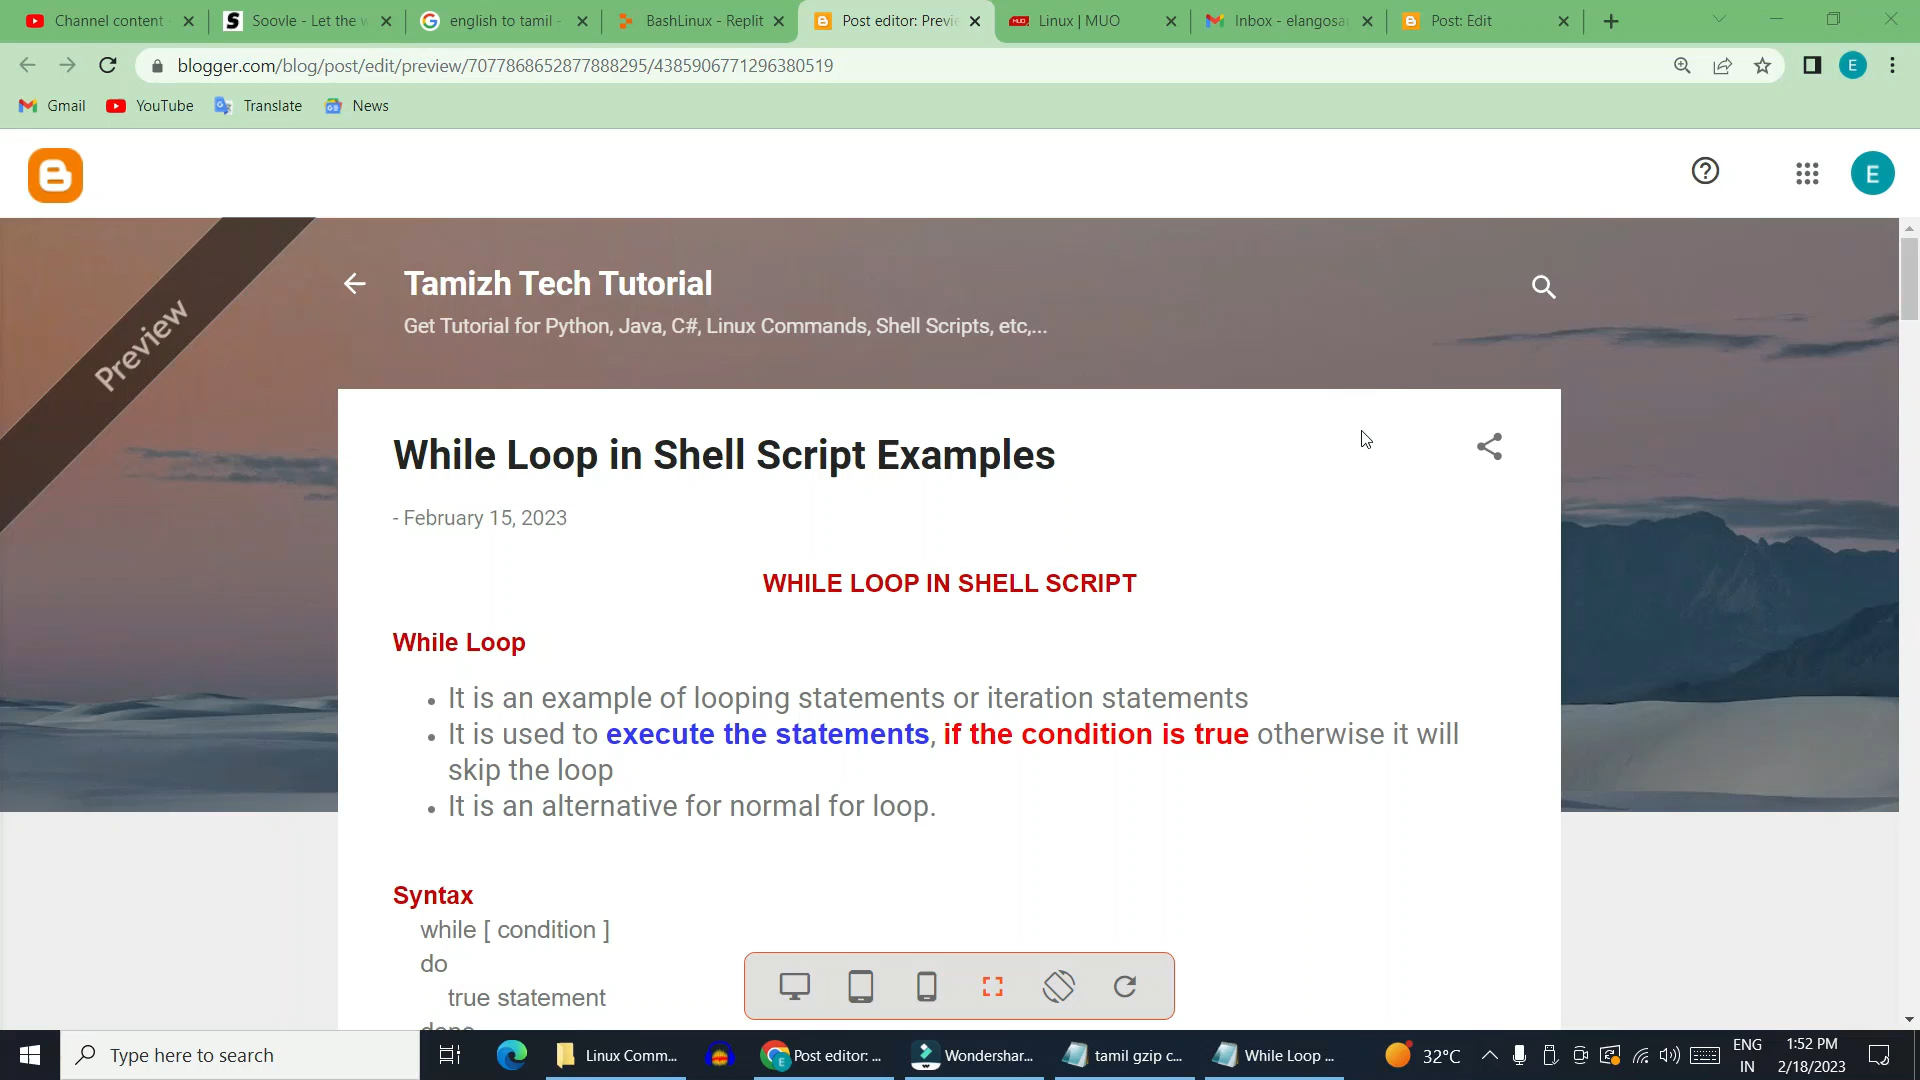 Channel content
Soovle - Let the w
english to tamil -
BashLinux - Replit
Post editor: Previe
Linux | MUO
Inbox - elangosa
Post: Edit
blogger.com/blog/post/edit/preview/7077868652877888295/4385906771296380519
E
Gmail
YouTube
Translate
News
E
Preview
Tamizh Tech Tutorial
Get Tutorial for Python, Java, C#, Linux Commands, Shell Scripts, etc,...
While Loop in Shell Script Examples
- February 15, 2023
WHILE LOOP IN SHELL SCRIPT
While Loop
• It is an example of looping statements or iteration statements
• It is used to execute the statements, if the condition is true otherwise it will
skip the loop
• It is an alternative for normal for loop.
Syntax
while [ condition ]
do
true statement
done
Type here to search
Linux Comm...
Post editor: ...
Wondershar...
tamil gzip c...
While Loop ...
32°C
ENG
IN
1:52 PM
2/18/2023